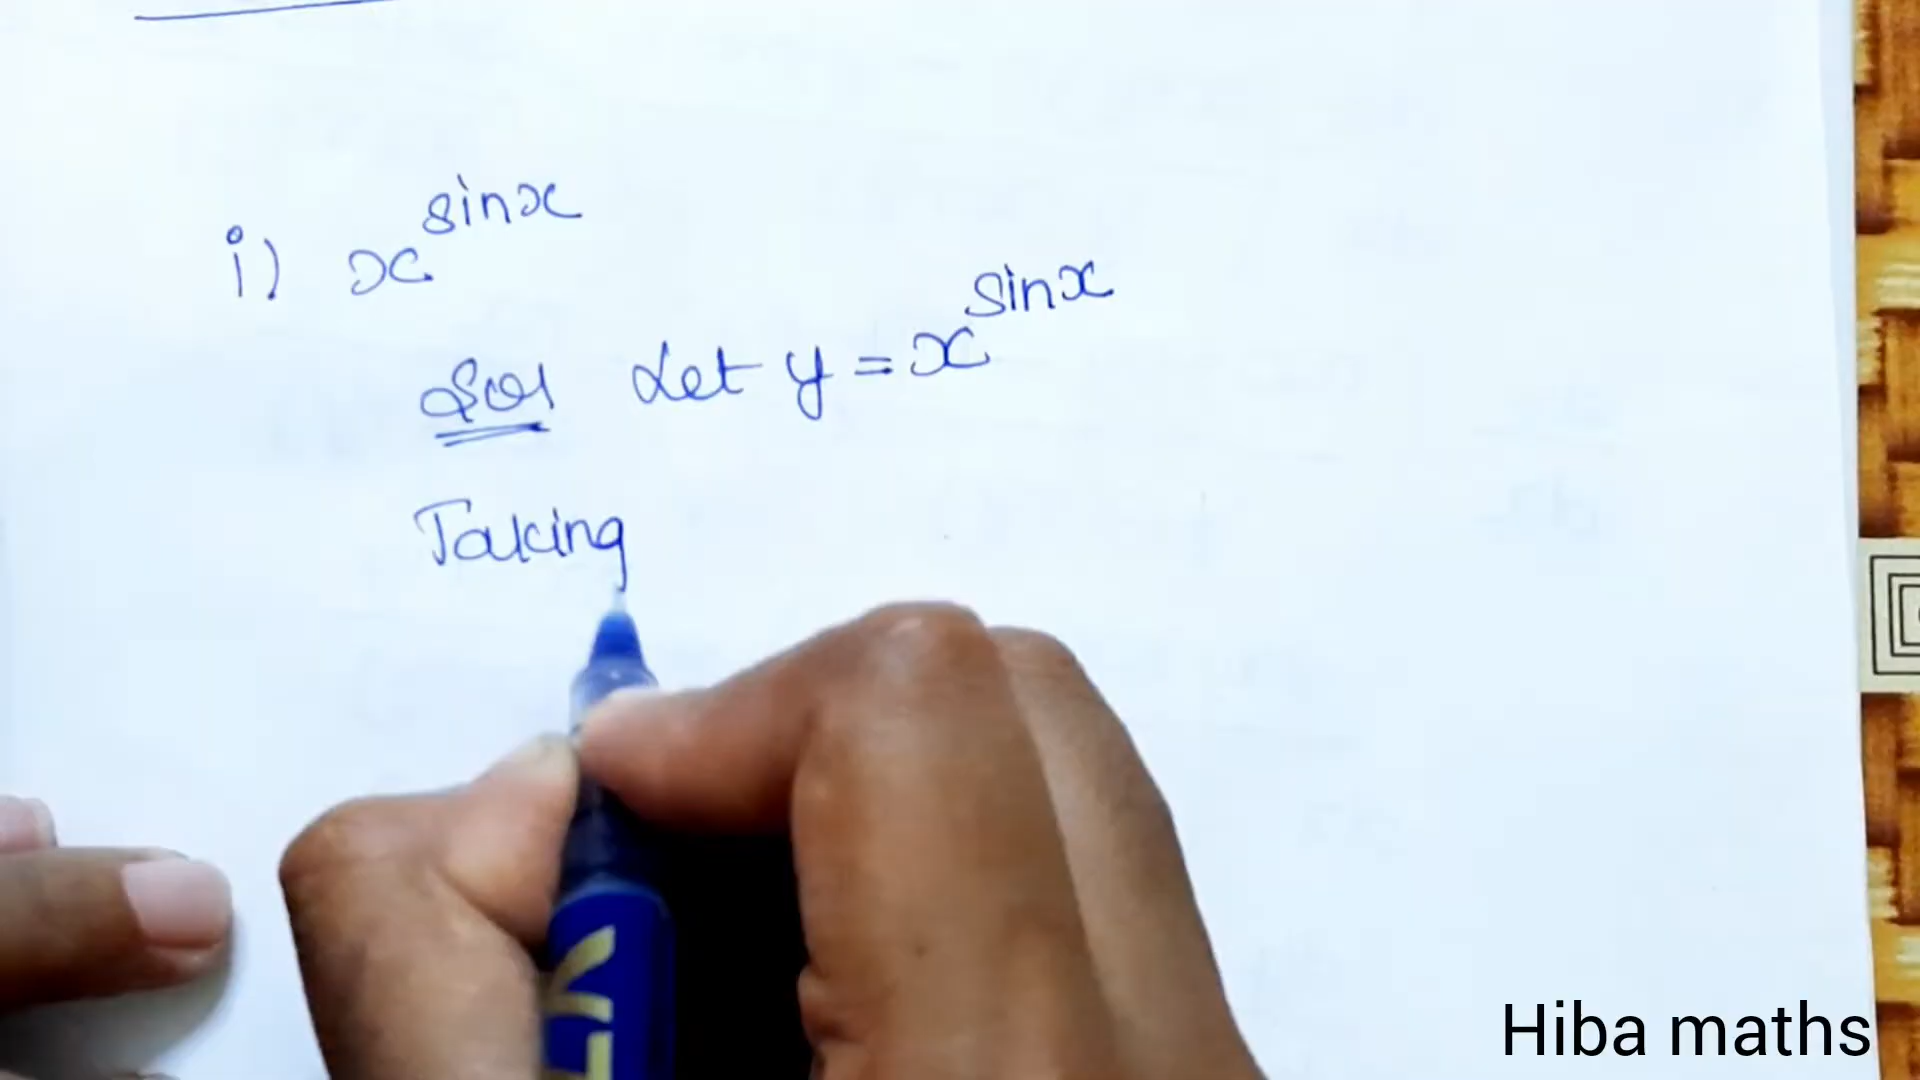 i) x^sinx
Sol Let y = x^sinx
Taking
Hiba maths